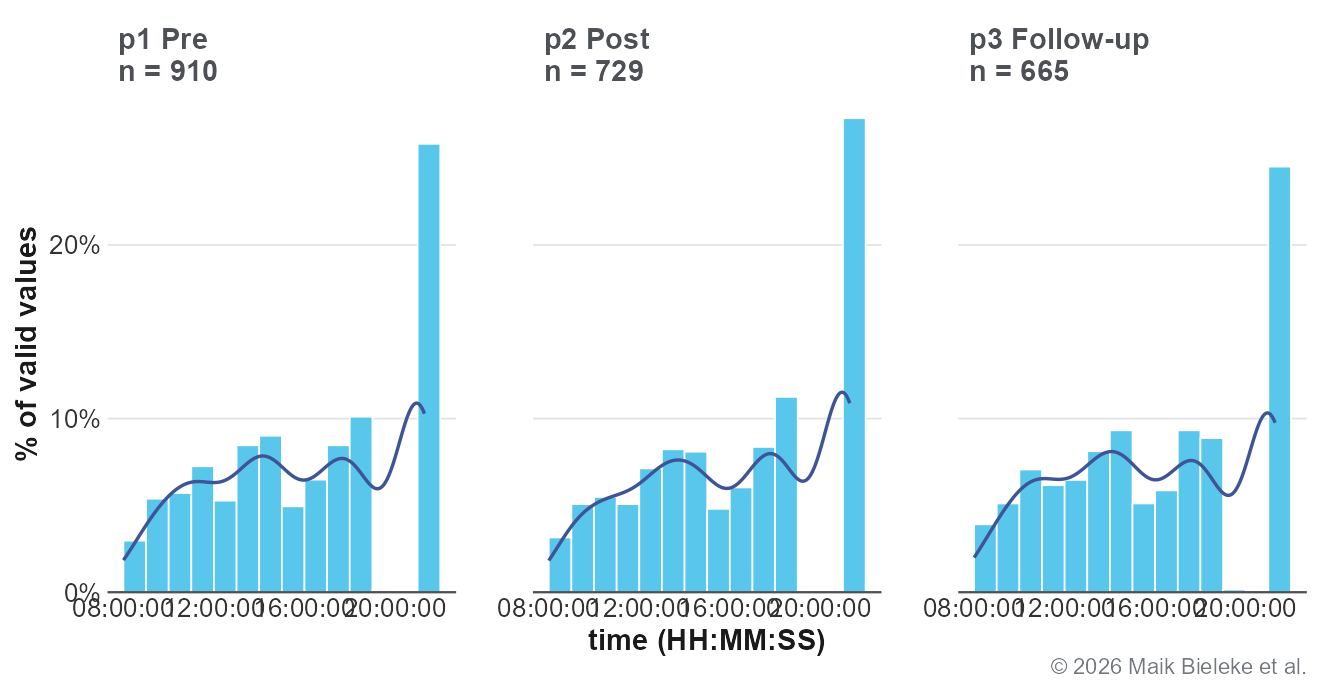 p1 Pre
n = 910
p2 Post
n = 729
p3 Follow-up
n = 665
% of valid values
20%
10%
0%
08:00:00 12:00:00 16:00:00 20:00:00
08:00:00 12:00:00 16:00:00 20:00:00
08:00:00 12:00:00 16:00:00 20:00:00
time (HH:MM:SS)
© 2026 Maik Bieleke et al.